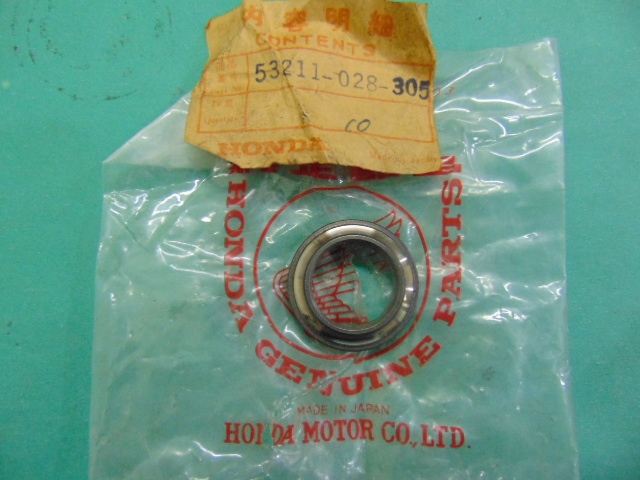 内容明細
CONTENTS
53211-028-305
CO
HONDA
HONDA GENUINE PARTS
MADE IN JAPAN
HONDA MOTOR CO., LTD.